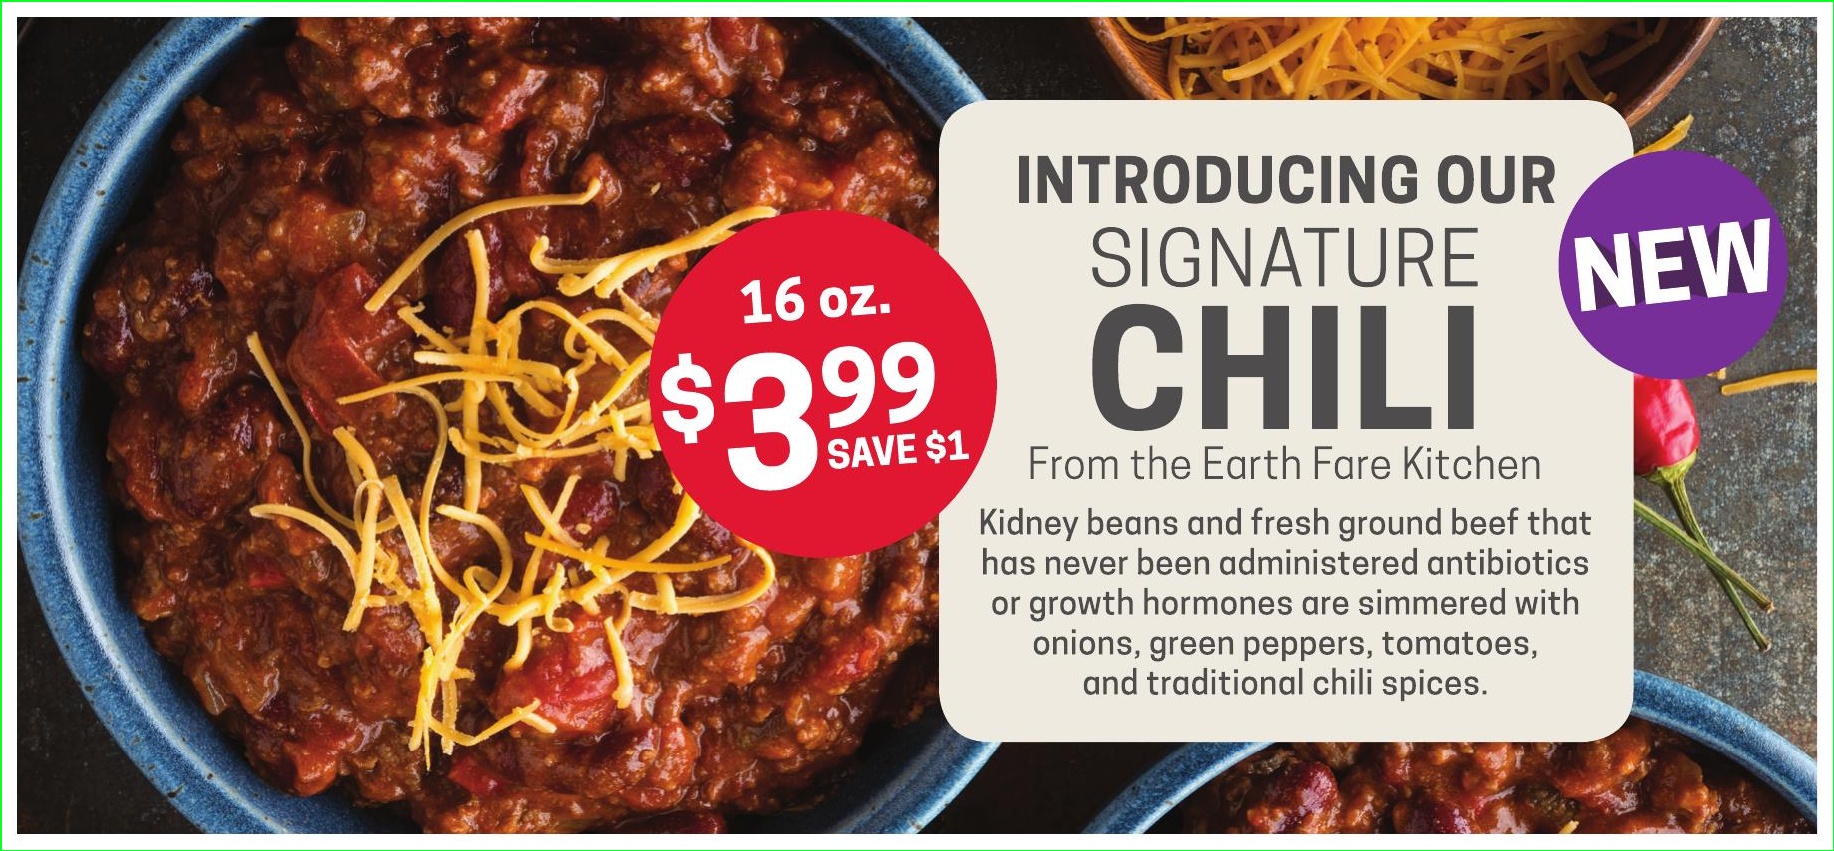 16 oz.
$3.99
SAVE $1
INTRODUCING OUR
SIGNATURE
CHILI
NEW
From the Earth Fare Kitchen
Kidney beans and fresh ground beef that
has never been administered antibiotics
or growth hormones are simmered with
onions, green peppers, tomatoes,
and traditional chili spices.